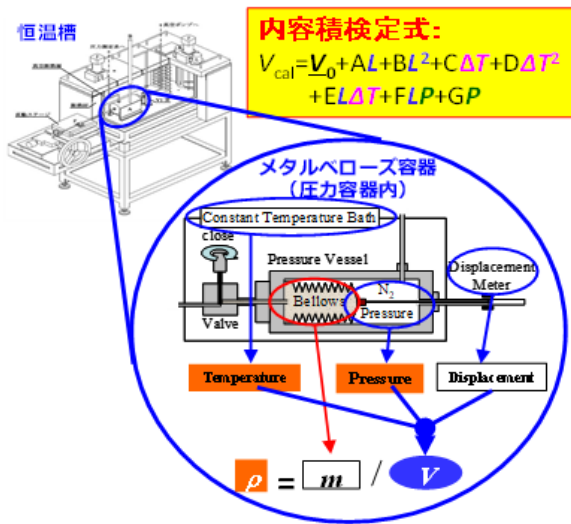 恒温槽
内容積検定式:
Vcal=V0+AL+BL²+CΔT+DΔT²
+ELΔT+FLP+GP
メタルベローズ容器
(圧力容器内)
Constant Temperature Bath
close
Pressure Vessel
Displacement
Meter
N2
Bellows
Pressure
Valve
Temperature
Pressure
Displacement
ρ = m / V